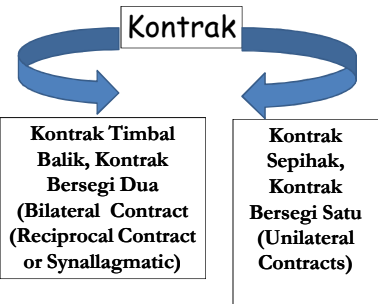 Kontrak
Kontrak Timbal
Balik, Kontrak
Bersegi Dua
(Bilateral Contract
(Reciprocal Contract
or Synallagmatic)
Kontrak
Sepihak,
Kontrak
Bersegi Satu
(Unilateral
Contracts)